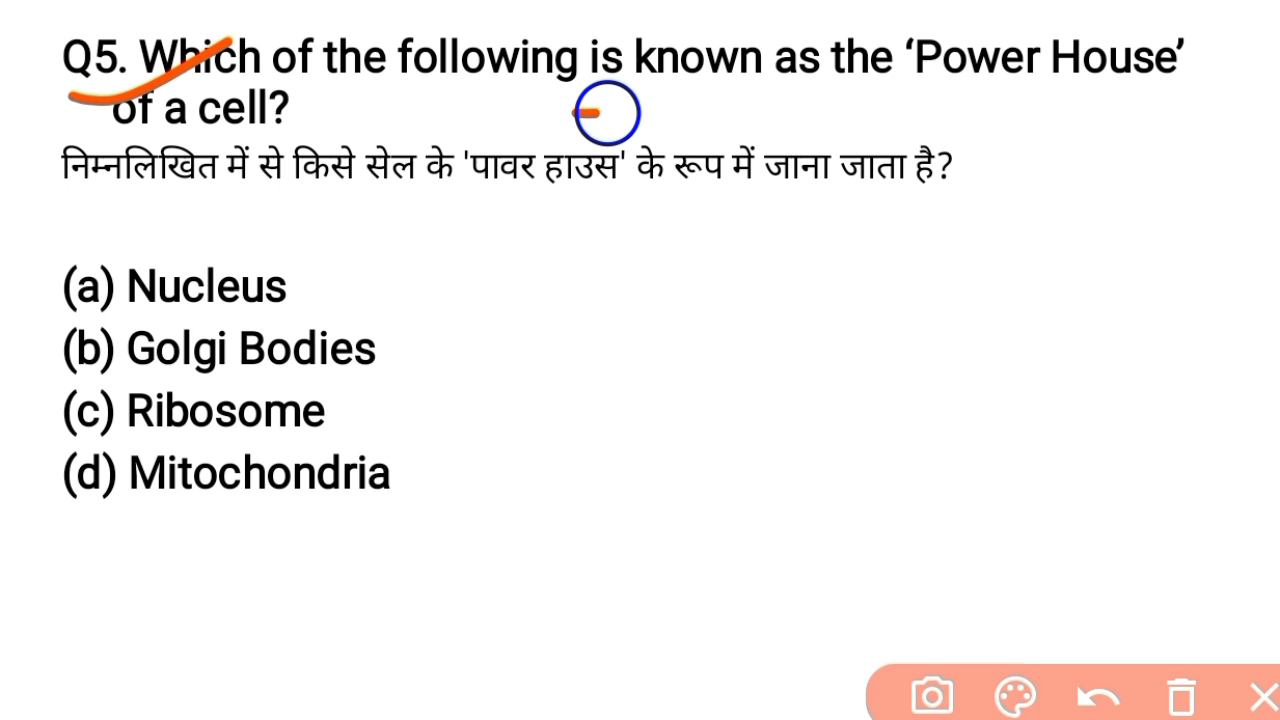 Q5. Which of the following is known as the ‘Power House’
of a cell?
निम्नलिखित में से किसे सेल के 'पावर हाउस' के रूप में जाना जाता है?
(a) Nucleus
(b) Golgi Bodies
(c) Ribosome
(d) Mitochondria